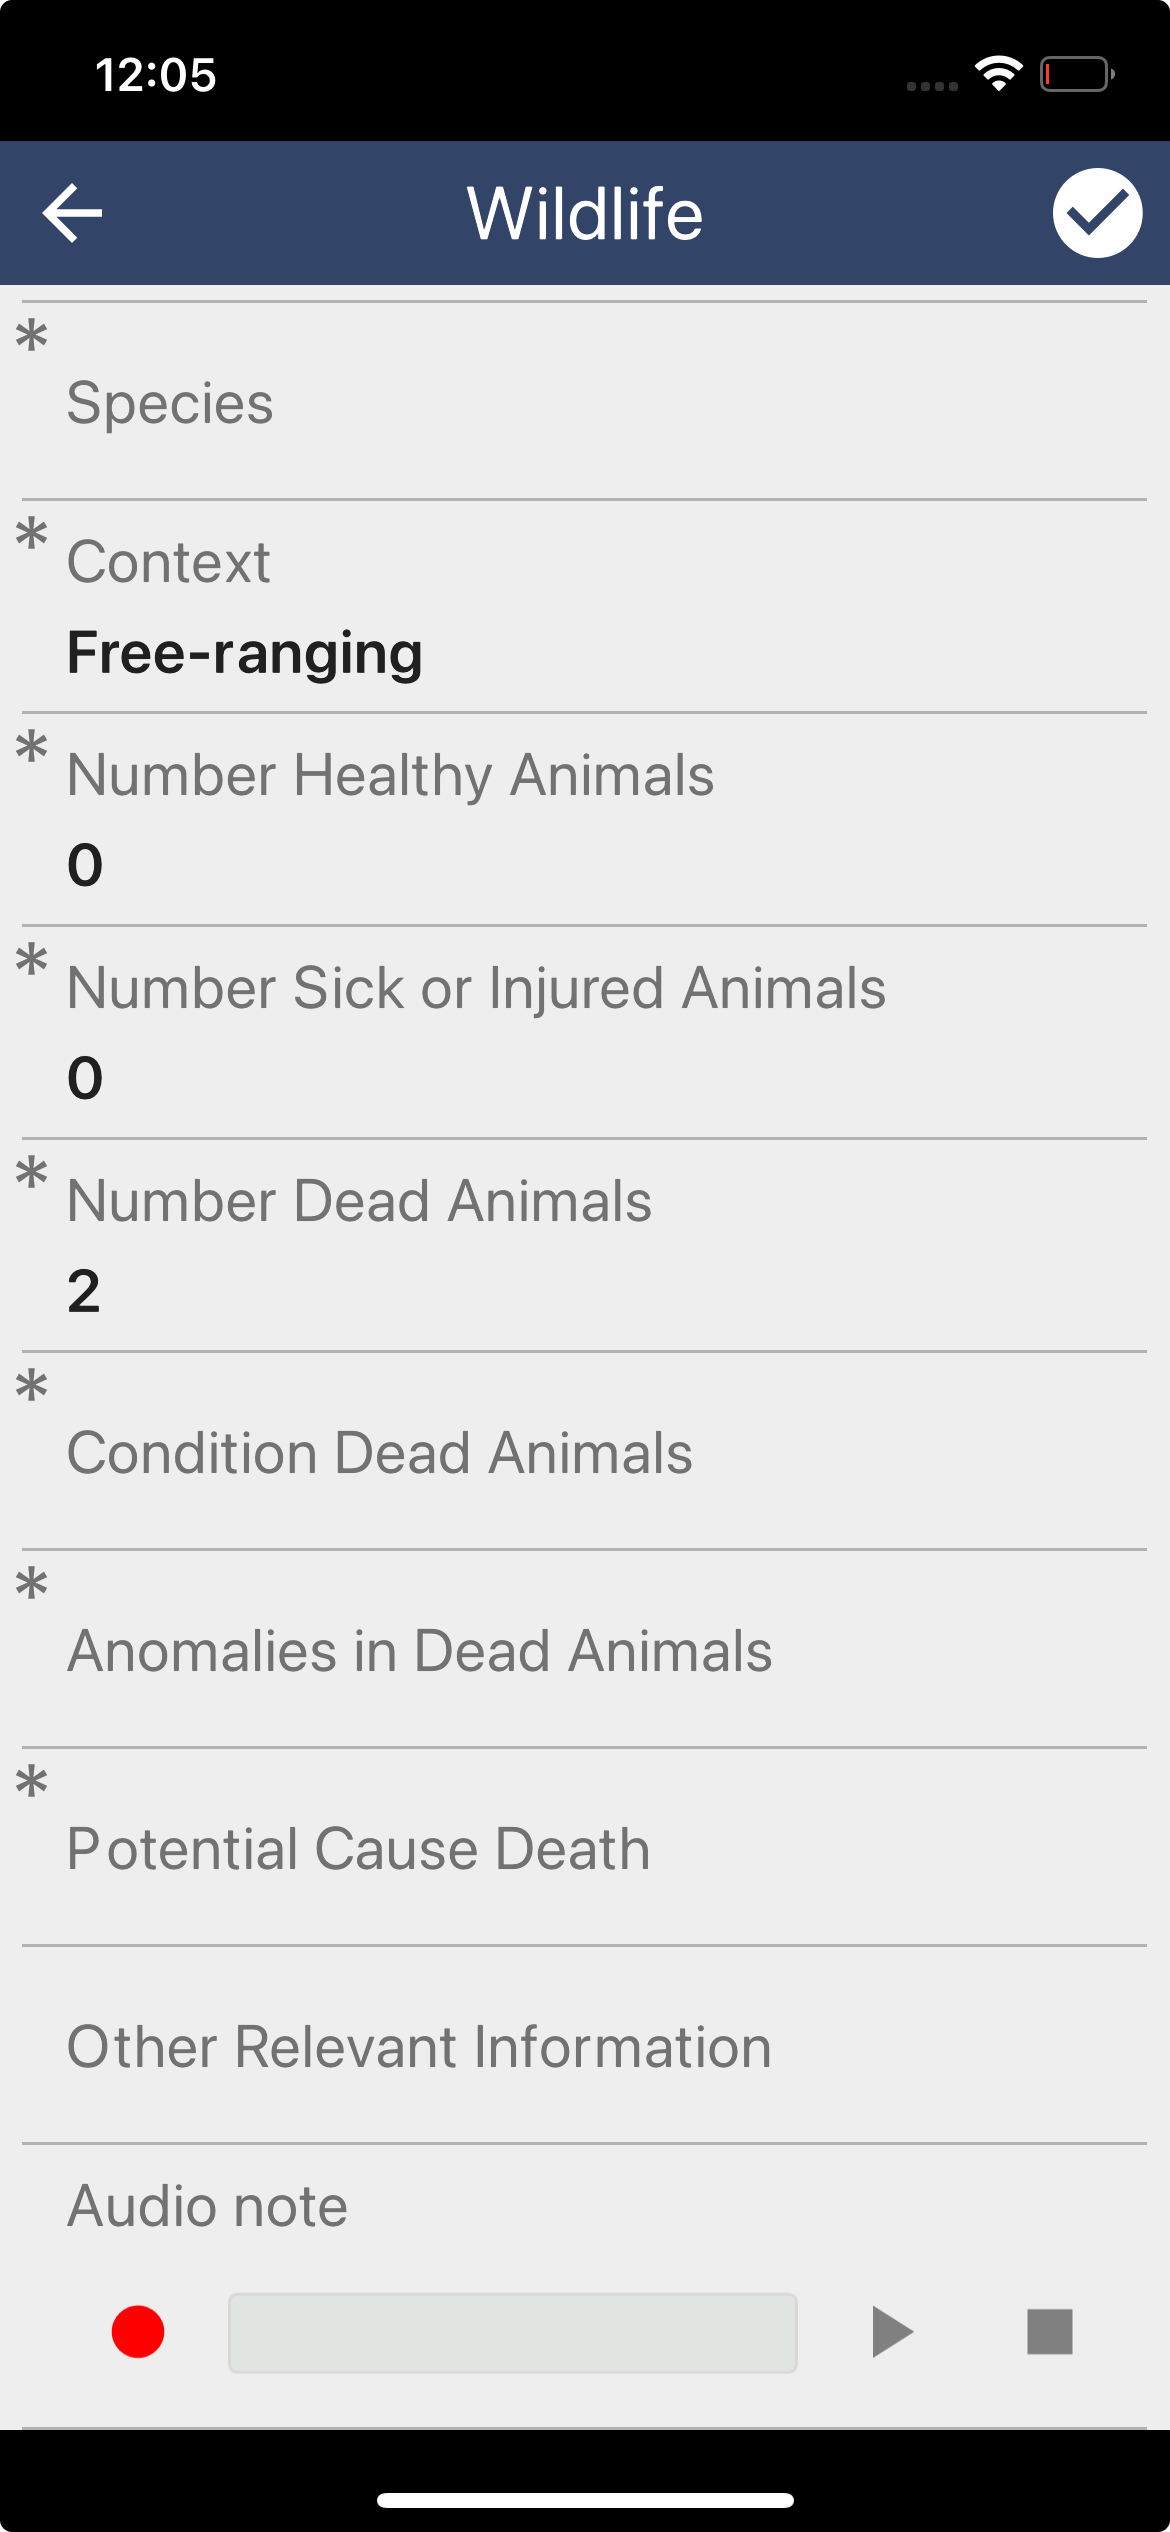 12:05
Wildlife
*
Species
*
Context
Free-ranging
*
Number Healthy Animals
0
*
Number Sick or Injured Animals
0
*
Number Dead Animals
2
*
Condition Dead Animals
*
Anomalies in Dead Animals
*
Potential Cause Death
Other Relevant Information
Audio note